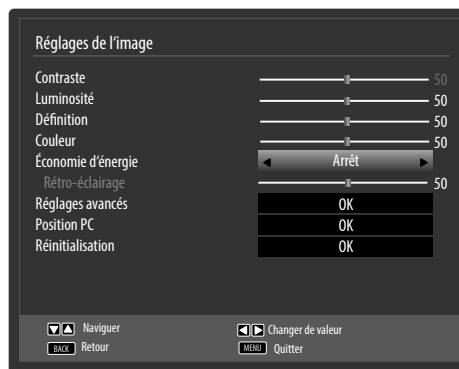 Réglages de l'image
Contraste 50
Luminosité 50
Définition 50
Couleur 50
Économie d'énergie Arrêt
Rétro-éclairage 50
Réglages avancés OK
Position PC OK
Réinitialisation OK
Naviguer Changer de valeur
BACK Retour MENU Quitter